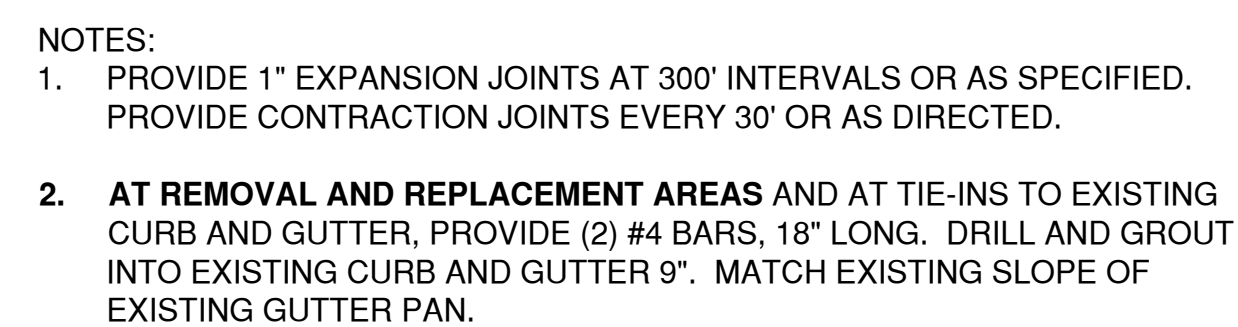 NOTES:
1. PROVIDE 1" EXPANSION JOINTS AT 300' INTERVALS OR AS SPECIFIED.
PROVIDE CONTRACTION JOINTS EVERY 30' OR AS DIRECTED.
2. AT REMOVAL AND REPLACEMENT AREAS AND AT TIE-INS TO EXISTING
CURB AND GUTTER, PROVIDE (2) #4 BARS, 18" LONG. DRILL AND GROUT
INTO EXISTING CURB AND GUTTER 9". MATCH EXISTING SLOPE OF
EXISTING GUTTER PAN.